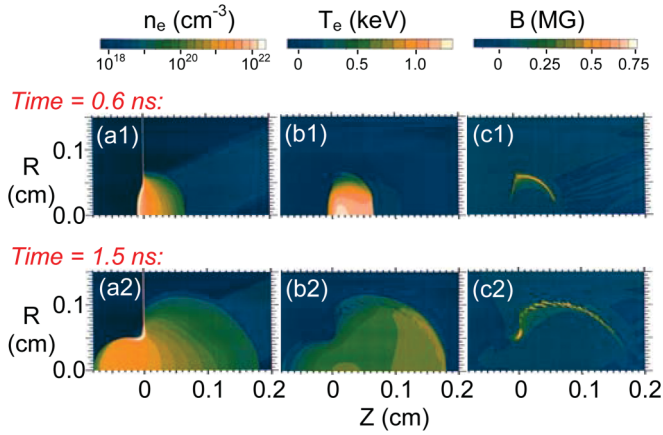 nₑ (cm⁻³) Tₑ (keV) B (MG)
10¹⁸ 10²⁰ 10²² 0 0.5 1.0 0 0.25 0.5 0.75
Time = 0.6 ns:
(a1) (b1) (c1)
0.1
R
(cm)
0.0
Time = 1.5 ns:
(a2) (b2) (c2)
0.1
R
(cm)
0.0
0 0.1 0.2 0 0.1 0.2 0 0.1 0.2
Z (cm)